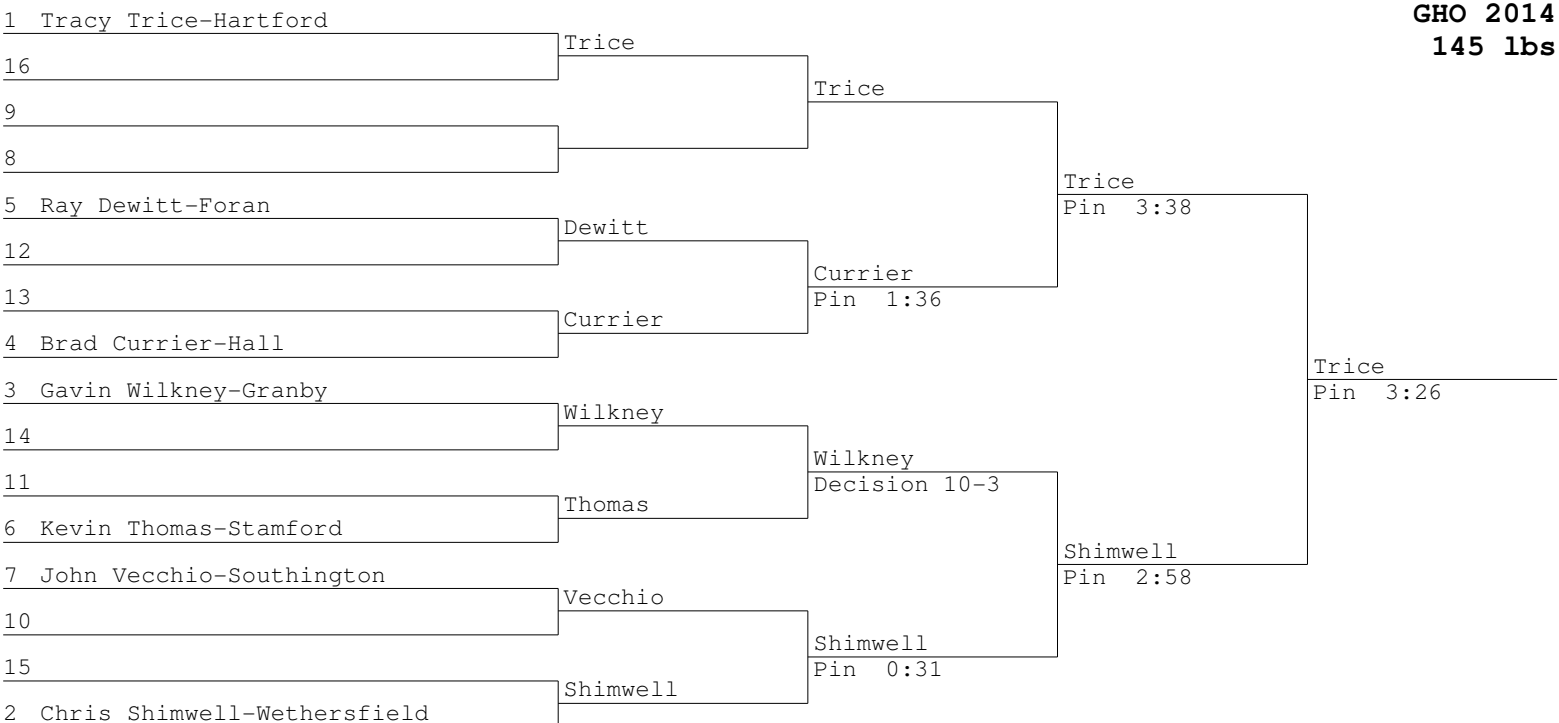 GHO 2014
145 lbs
1 Tracy Trice-Hartford
Trice
16
Trice
9
8
Trice
Pin 3:38
5 Ray Dewitt-Foran
Dewitt
12
Currier
Pin 1:36
13
Currier
4 Brad Currier-Hall
Trice
Pin 3:26
3 Gavin Wilkney-Granby
Wilkney
14
Wilkney
Decision 10-3
11
Thomas
6 Kevin Thomas-Stamford
Shimwell
Pin 2:58
7 John Vecchio-Southington
Vecchio
10
Shimwell
Pin 0:31
15
Shimwell
2 Chris Shimwell-Wethersfield